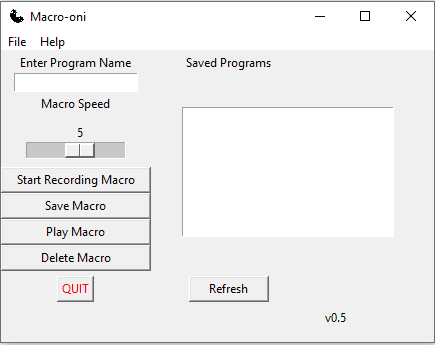 Macro-oni
File Help
Enter Program Name
Saved Programs
Macro Speed
5
Start Recording Macro
Save Macro
Play Macro
Delete Macro
QUIT
Refresh
v0.5